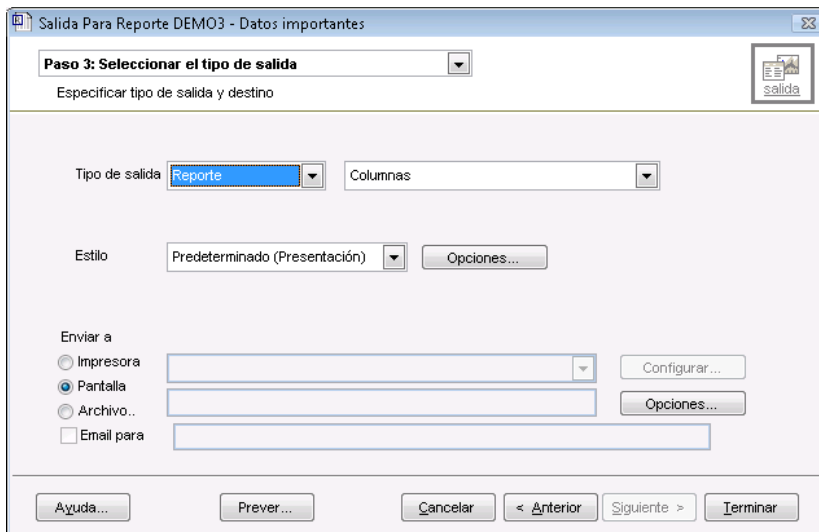 Salida Para Reporte DEMO3 - Datos importantes
Paso 3: Seleccionar el tipo de salida
Especificar tipo de salida y destino
salida
Tipo de salida Reporte Columnas
Estilo Predeterminado (Presentación) Opciones...
Enviar a
Impresora Configurar...
Pantalla
Archivo.. Opciones...
Email para
Ayuda... Prever... Cancelar < Anterior Siguiente > Terminar